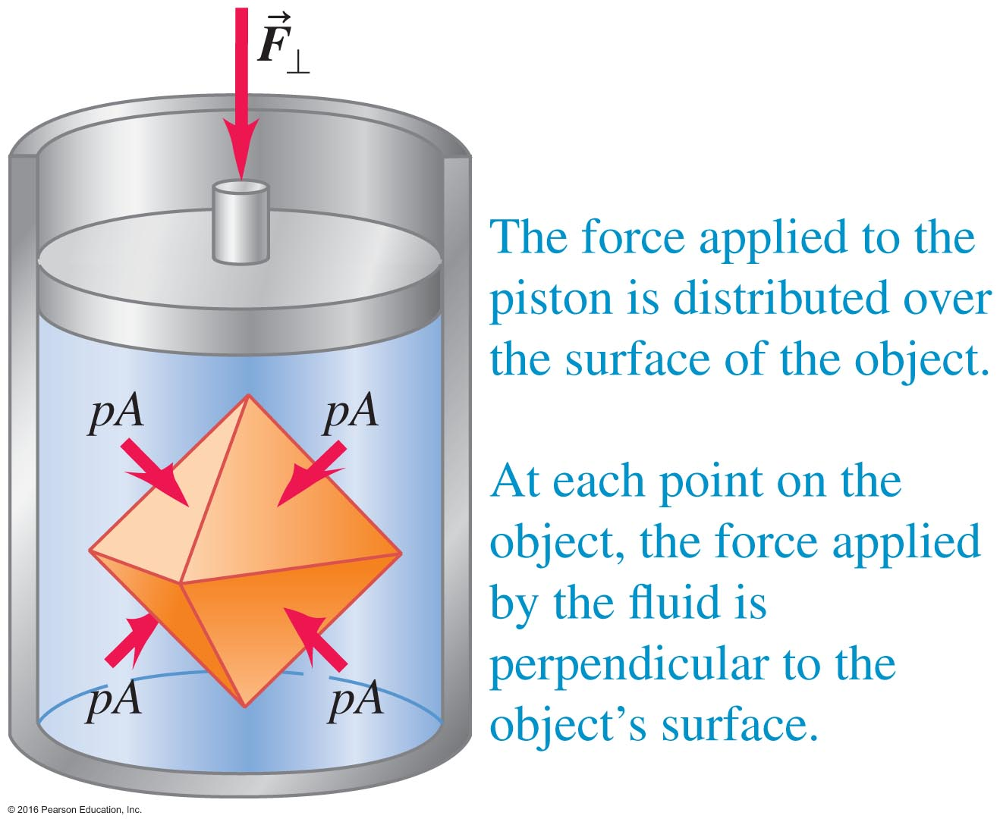 F⃗⊥
The force applied to the
piston is distributed over
the surface of the object.
pA
pA
At each point on the
object, the force applied
by the fluid is
perpendicular to the
object’s surface.
pA
pA
© 2016 Pearson Education, Inc.